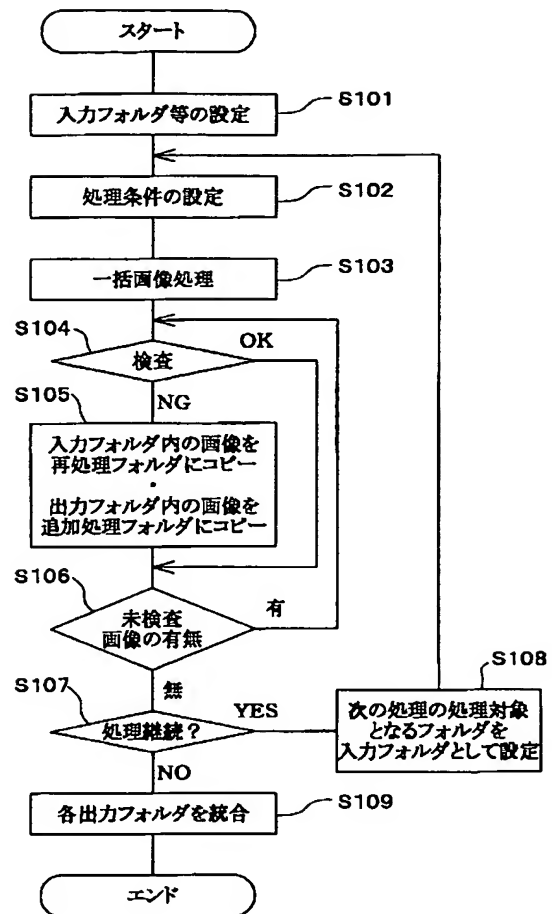 スタート
入力フォルダ等の設定
S101
処理条件の設定
S102
一括画像処理
S103
S104
検査
OK
NG
S105
入力フォルダ内の画像を
再処理フォルダにコピー
・
出力フォルダ内の画像を
追加処理フォルダにコピー
S106
未検査
画像の有無
有
無
S107
処理継続？
YES
NO
S108
次の処理の処理対象
となるフォルダを
入力フォルダとして設定
各出力フォルダを統合
S109
エンド